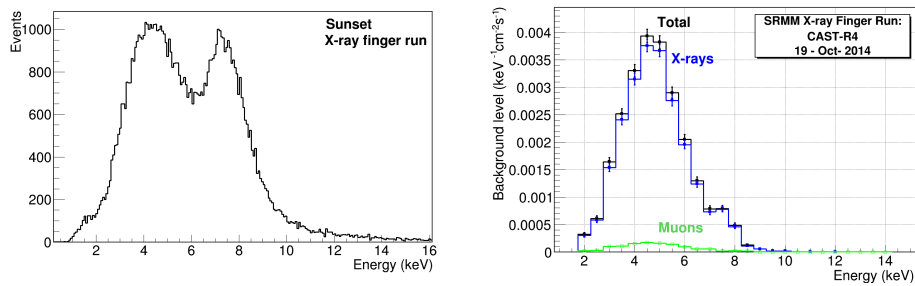 Events
1000
800
600
400
200
0
Sunset
X-ray finger run
2
4
6
8
10
12
14
16
Energy (keV)
Background level (keV⁻¹cm⁻²s⁻¹)
0.004
0.0035
0.003
0.0025
0.002
0.0015
0.001
0.0005
0
Total
X-rays
Muons
SRMM X-ray Finger Run:
CAST-R4
19 - Oct- 2014
2
4
6
8
10
12
14
Energy (keV)